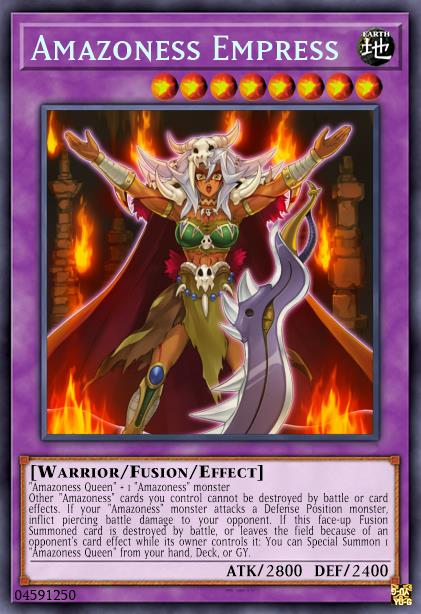 AMAZONESS EMPRESS
EARTH
地
[WARRIOR/FUSION/EFFECT]
"Amazoness Queen" + 1 "Amazoness" monster
Other "Amazoness" cards you control cannot be destroyed by battle or card
effects. If your "Amazoness" monster attacks a Defense Position monster,
inflict piercing battle damage to your opponent. If this face-up Fusion
Summoned card is destroyed by battle, or leaves the field because of an
opponent's card effect while its owner controls it: You can Special Summon 1
"Amazoness Queen" from your hand, Deck, or GY.
ATK/2800 DEF/2400
04591250